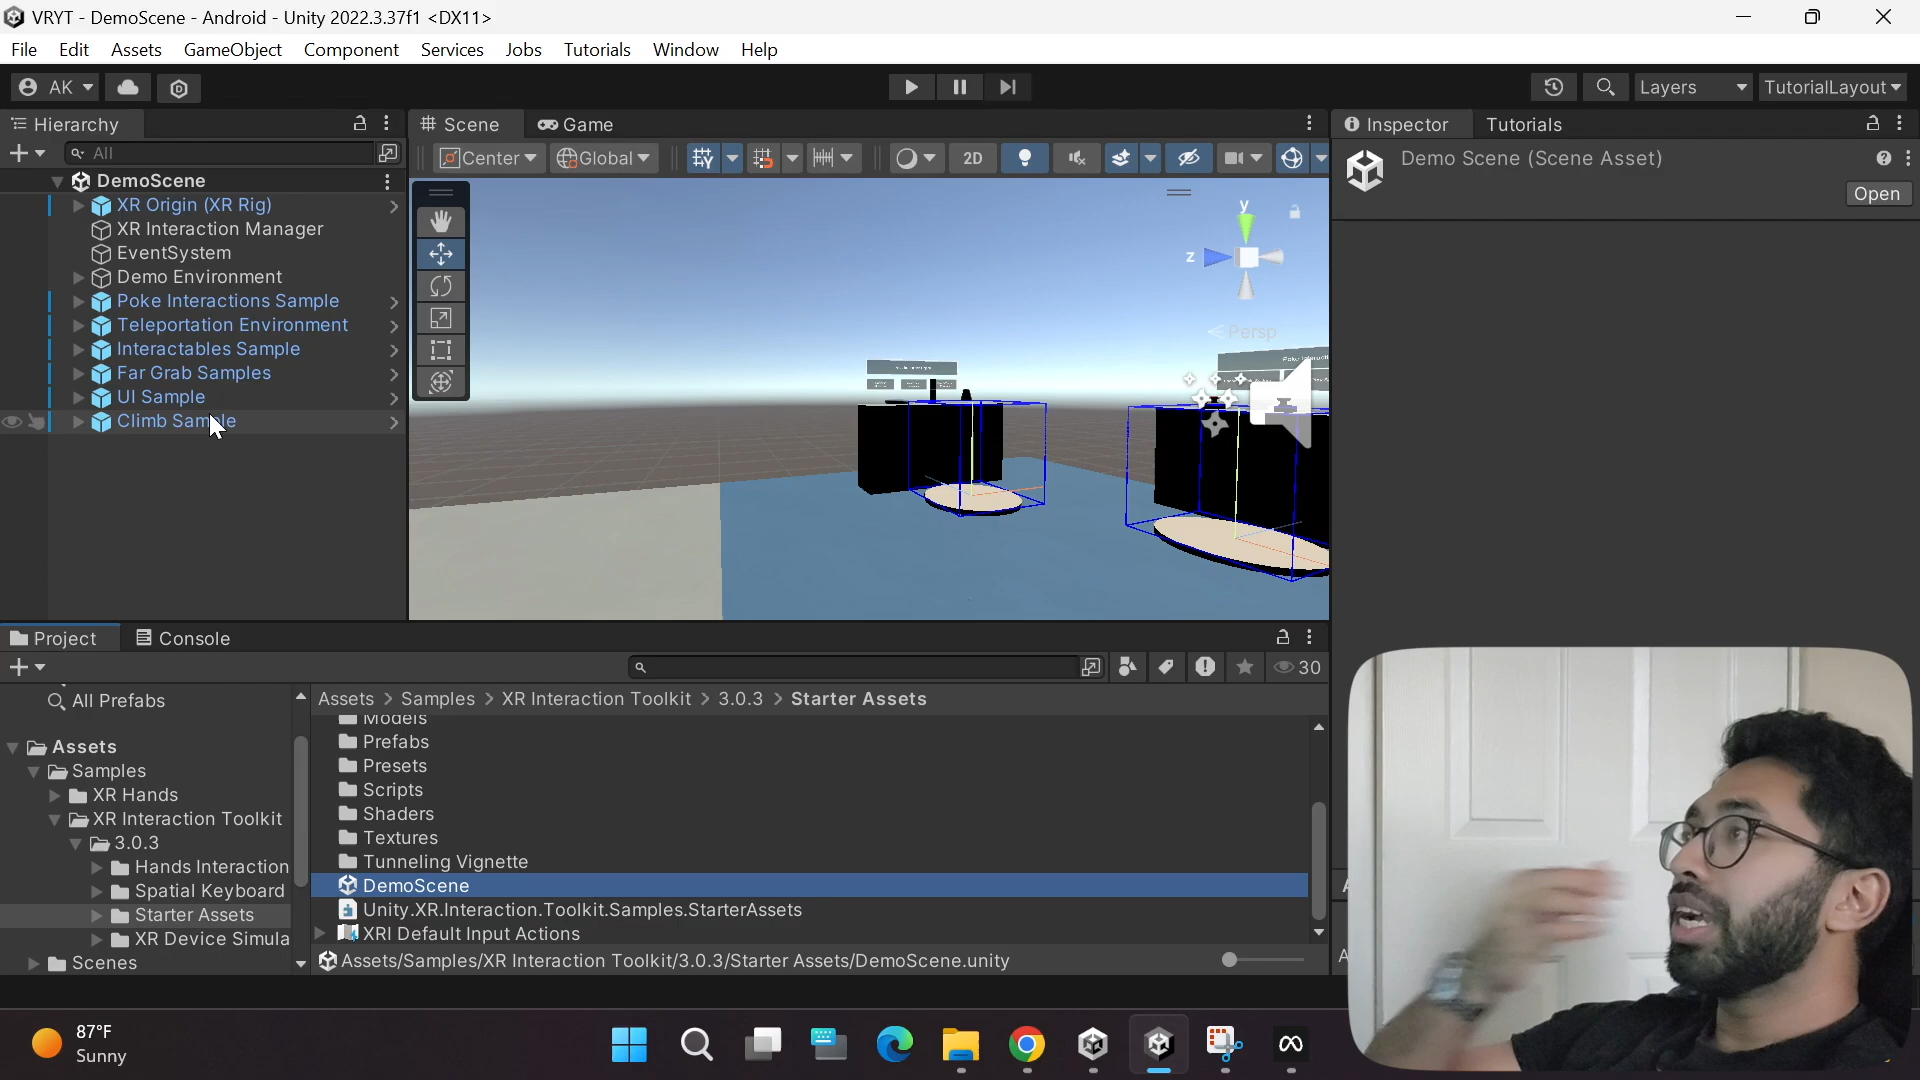 VRYT - DemoScene - Android - Unity 2022.3.37f1 <DX11>
File Edit Assets GameObject Component Services Jobs Tutorials Window Help
AK Layers TutorialLayout
Hierarchy
All
DemoScene
XR Origin (XR Rig)
XR Interaction Manager
EventSystem
Demo Environment
Poke Interactions Sample
Teleportation Environment
Interactables Sample
Far Grab Samples
UI Sample
Climb Sample
Scene Game
Center Global 2D
y
z
Persp
Inspector Tutorials
Demo Scene (Scene Asset)
Open
Project Console
30
All Prefabs
Assets
Samples
XR Hands
XR Interaction Toolkit
3.0.3
Hands Interaction
Spatial Keyboard
Starter Assets
XR Device Simula
Scenes
Assets > Samples > XR Interaction Toolkit > 3.0.3 > Starter Assets
Models
Prefabs
Presets
Scripts
Shaders
Textures
Tunneling Vignette
DemoScene
Unity.XR.Interaction.Toolkit.Samples.StarterAssets
XRI Default Input Actions
Assets/Samples/XR Interaction Toolkit/3.0.3/Starter Assets/DemoScene.unity
87°F
Sunny